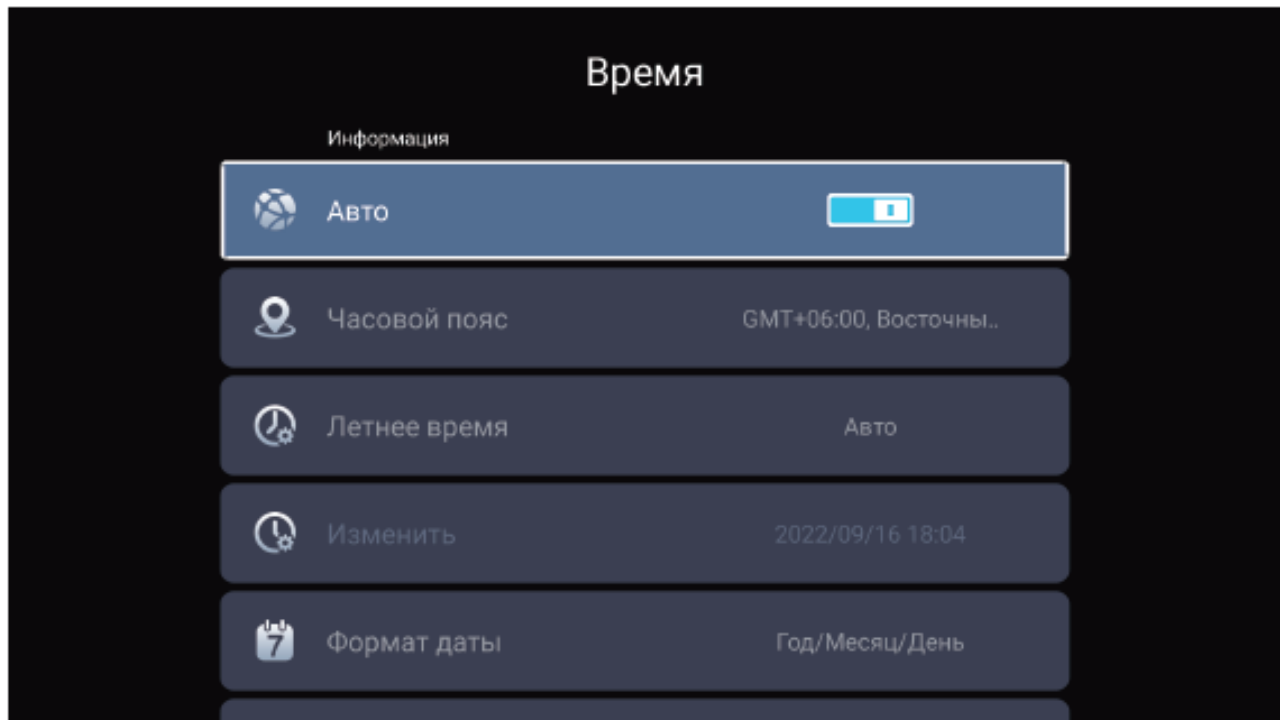 Время
Информация
Авто
Часовой пояс GMT+06:00, Восточны..
Летнее время Авто
Изменить 2022/09/16 18:04
7 Формат даты Год/Месяц/День